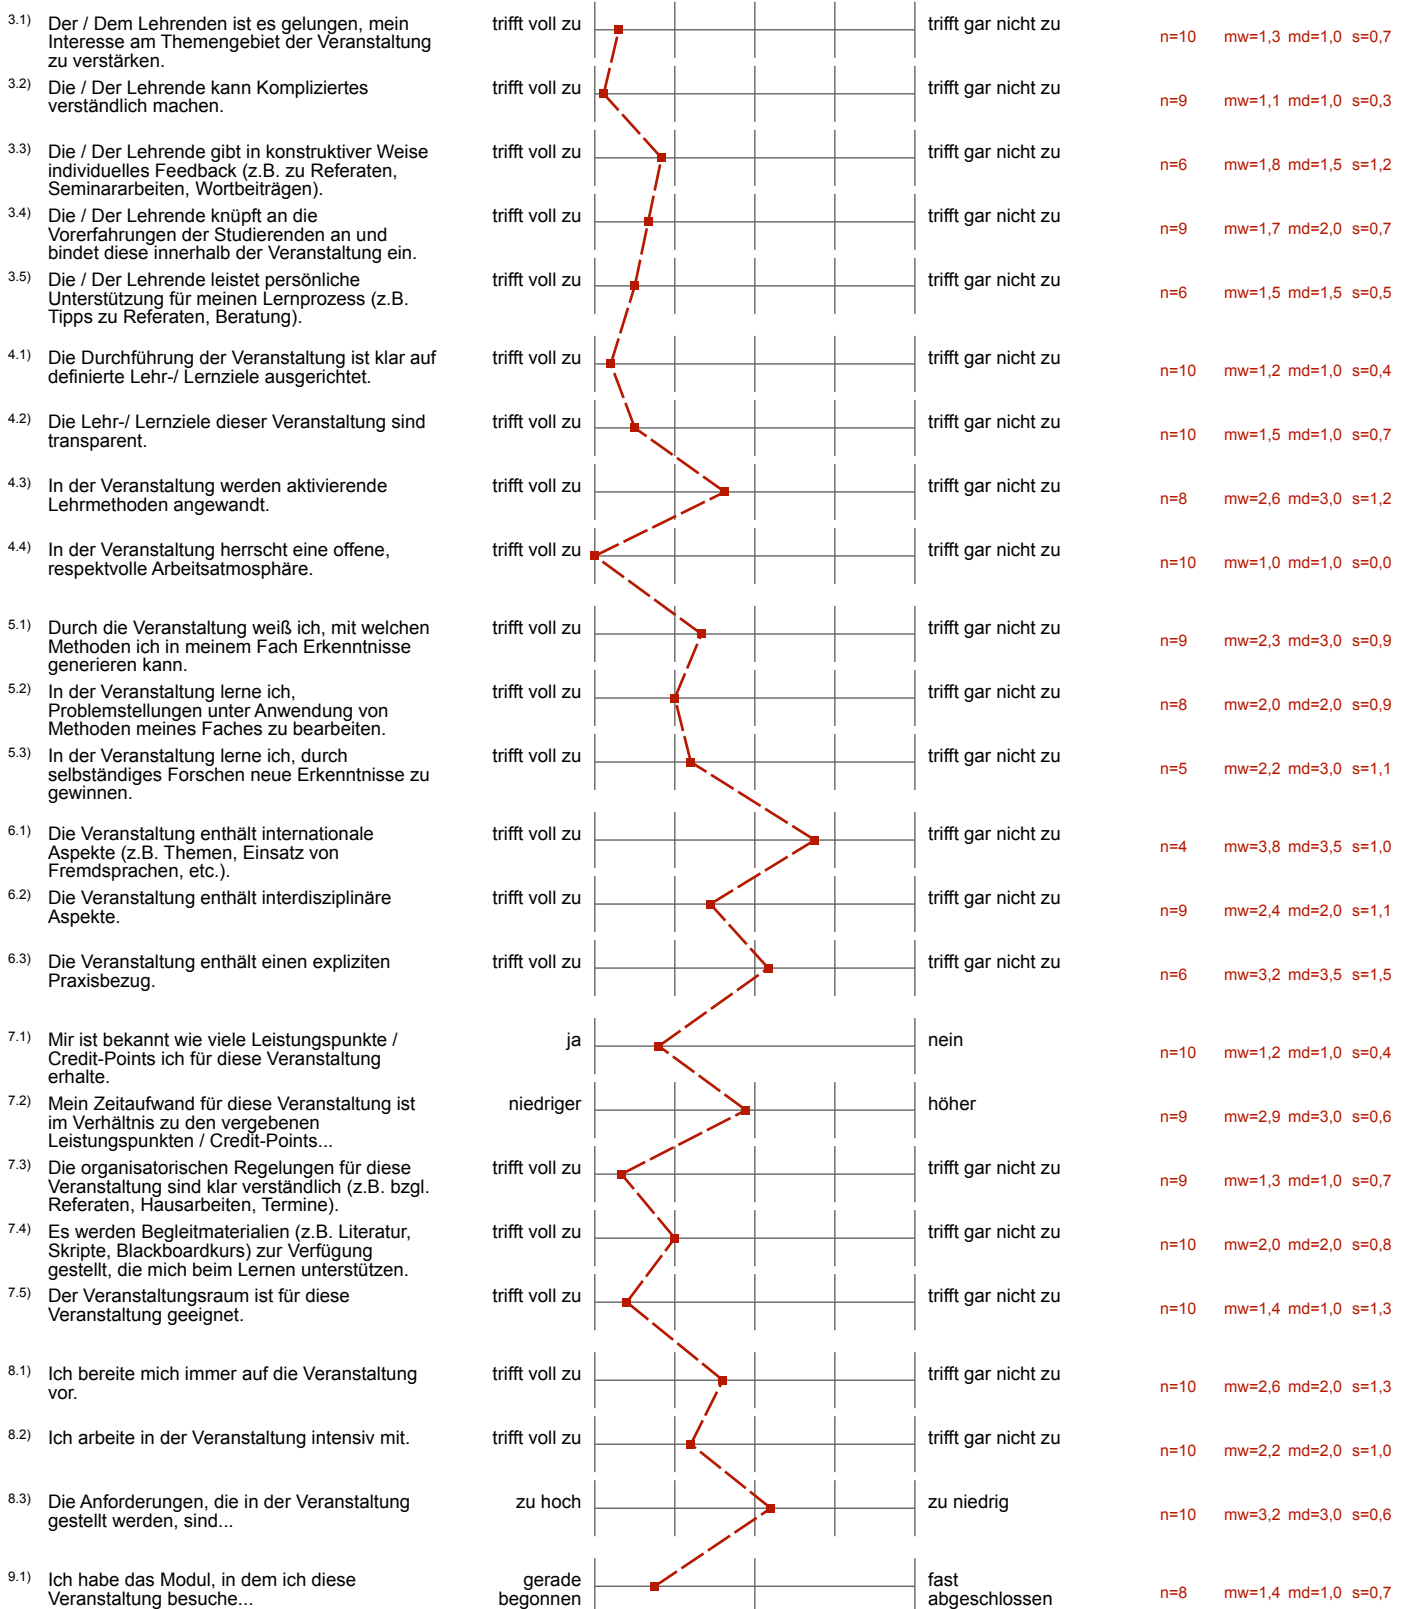 3.1) Der / Dem Lehrenden ist es gelungen, mein trifft voll zu trifft gar nicht zu
Interesse am Themengebiet der Veranstaltung n=10 mw=1,3 md=1,0 s=0,7
zu verstärken.
3.2) Die / Der Lehrende kann Kompliziertes trifft voll zu trifft gar nicht zu
verständlich machen. n=9 mw=1,1 md=1,0 s=0,3
3.3) Die / Der Lehrende gibt in konstruktiver Weise trifft voll zu trifft gar nicht zu
individuelles Feedback (z.B. zu Referaten, n=6 mw=1,8 md=1,5 s=1,2
Seminararbeiten, Wortbeiträgen).
3.4) Die / Der Lehrende knüpft an die trifft voll zu trifft gar nicht zu
Vorerfahrungen der Studierenden an und n=9 mw=1,7 md=2,0 s=0,7
bindet diese innerhalb der Veranstaltung ein.
3.5) Die / Der Lehrende leistet persönliche trifft voll zu trifft gar nicht zu
Unterstützung für meinen Lernprozess (z.B. n=6 mw=1,5 md=1,5 s=0,5
Tipps zu Referaten, Beratung).
4.1) Die Durchführung der Veranstaltung ist klar auf trifft voll zu trifft gar nicht zu
definierte Lehr-/ Lernziele ausgerichtet. n=10 mw=1,2 md=1,0 s=0,4
4.2) Die Lehr-/ Lernziele dieser Veranstaltung sind trifft voll zu trifft gar nicht zu
transparent. n=10 mw=1,5 md=1,0 s=0,7
4.3) In der Veranstaltung werden aktivierende trifft voll zu trifft gar nicht zu
Lehrmethoden angewandt. n=8 mw=2,6 md=3,0 s=1,2
4.4) In der Veranstaltung herrscht eine offene, trifft voll zu trifft gar nicht zu
respektvolle Arbeitsatmosphäre. n=10 mw=1,0 md=1,0 s=0,0
5.1) Durch die Veranstaltung weiß ich, mit welchen trifft voll zu trifft gar nicht zu
Methoden ich in meinem Fach Erkenntnisse n=9 mw=2,3 md=3,0 s=0,9
generieren kann.
5.2) In der Veranstaltung lerne ich, trifft voll zu trifft gar nicht zu
Problemstellungen unter Anwendung von n=8 mw=2,0 md=2,0 s=0,9
Methoden meines Faches zu bearbeiten.
5.3) In der Veranstaltung lerne ich, durch trifft voll zu trifft gar nicht zu
selbständiges Forschen neue Erkenntnisse zu n=5 mw=2,2 md=3,0 s=1,1
gewinnen.
6.1) Die Veranstaltung enthält internationale trifft voll zu trifft gar nicht zu
Aspekte (z.B. Themen, Einsatz von n=4 mw=3,8 md=3,5 s=1,0
Fremdsprachen, etc.).
6.2) Die Veranstaltung enthält interdisziplinäre trifft voll zu trifft gar nicht zu
Aspekte. n=9 mw=2,4 md=2,0 s=1,1
6.3) Die Veranstaltung enthält einen expliziten trifft voll zu trifft gar nicht zu
Praxisbezug. n=6 mw=3,2 md=3,5 s=1,5
7.1) Mir ist bekannt wie viele Leistungspunkte / ja nein
Credit-Points ich für diese Veranstaltung n=10 mw=1,2 md=1,0 s=0,4
erhalte.
7.2) Mein Zeitaufwand für diese Veranstaltung ist niedriger höher
im Verhältnis zu den vergebenen n=9 mw=2,9 md=3,0 s=0,6
Leistungspunkten / Credit-Points...
7.3) Die organisatorischen Regelungen für diese trifft voll zu trifft gar nicht zu
Veranstaltung sind klar verständlich (z.B. bzgl. n=9 mw=1,3 md=1,0 s=0,7
Referaten, Hausarbeiten, Termine).
7.4) Es werden Begleitmaterialien (z.B. Literatur, trifft voll zu trifft gar nicht zu
Skripte, Blackboardkurs) zur Verfügung n=10 mw=2,0 md=2,0 s=0,8
gestellt, die mich beim Lernen unterstützen.
7.5) Der Veranstaltungsraum ist für diese trifft voll zu trifft gar nicht zu
Veranstaltung geeignet. n=10 mw=1,4 md=1,0 s=1,3
8.1) Ich bereite mich immer auf die Veranstaltung trifft voll zu trifft gar nicht zu
vor. n=10 mw=2,6 md=2,0 s=1,3
8.2) Ich arbeite in der Veranstaltung intensiv mit. trifft voll zu trifft gar nicht zu
n=10 mw=2,2 md=2,0 s=1,0
8.3) Die Anforderungen, die in der Veranstaltung zu hoch zu niedrig
gestellt werden, sind... n=10 mw=3,2 md=3,0 s=0,6
9.1) Ich habe das Modul, in dem ich diese gerade fast
Veranstaltung besuche... begonnen abgeschlossen n=8 mw=1,4 md=1,0 s=0,7